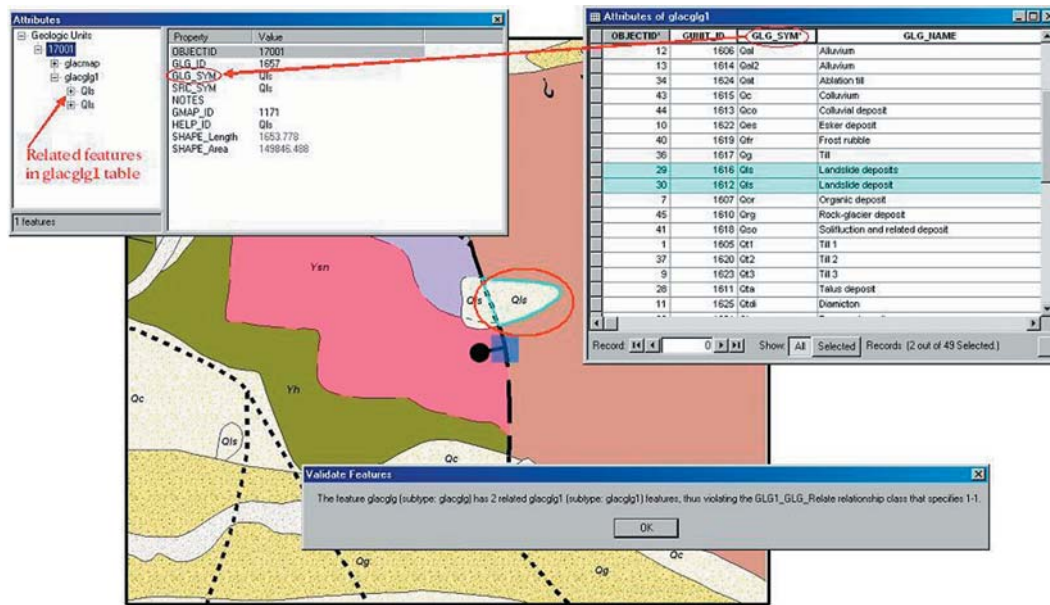 Attributes
Geologic Units
17001
glacmap
glacglg1
Qls
Qls
Related features
in glacglg1 table
1 features
Property Value
OBJECTID 17001
GLG_ID 1657
GLG_SYM Qls
SRC_SYM Qls
NOTES
GMAP_ID 1171
HELP_ID Qls
SHAPE_Length 1653.778
SHAPE_Area 149846.488
Attributes of glacglg1
OBJECTID* GUNIT_ID GLG_SYM* GLG_NAME
12 1606 Qal Alluvium
13 1614 Qal2 Alluvium
34 1624 Qat Ablation till
43 1615 Qc Colluvium
44 1613 Qco Colluvial deposit
10 1622 Qes Esker deposit
40 1619 Qfr Frost rubble
36 1617 Qg Till
29 1616 Qls Landslide deposits
30 1612 Qls Landslide deposit
7 1607 Qor Organic deposit
45 1610 Qrg Rock-glacier deposit
41 1618 Qso Solifluction and related deposit
1 1605 Qt1 Till 1
37 1620 Qt2 Till 2
9 1623 Qt3 Till 3
28 1611 Qta Talus deposit
11 1625 Qtdi Diamicton
Record: 0 Show: All Selected Records (2 out of 49 Selected.)
Ysn
Qls
Qls
Yh
Qc
Qls
Qc
Validate Features
The feature glacglg (subtype: glacglg) has 2 related glacglg1 (subtype: glacglg1) features, thus violating the GLG1_GLG_Relate relationship class that specifies 1-1.
OK
Qg
Qg
Qc